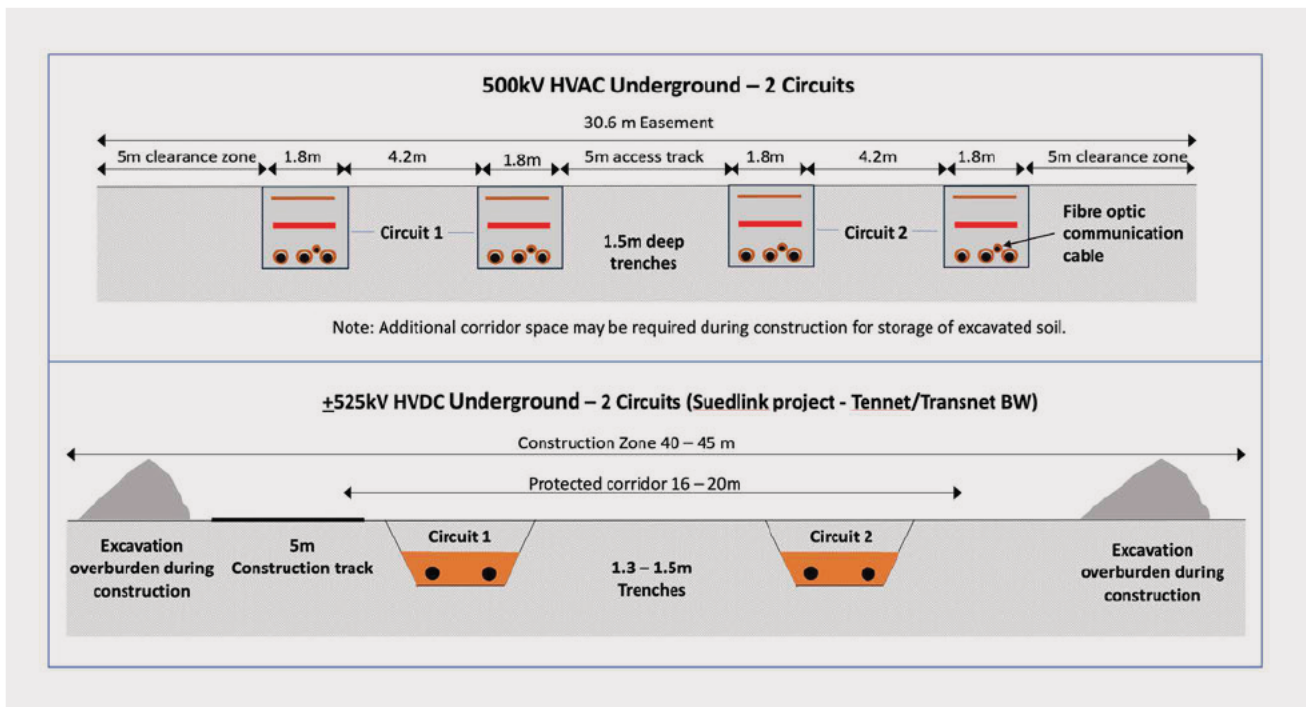 500kV HVAC Underground – 2 Circuits
30.6 m Easement
5m clearance zone
1.8m
4.2m
1.8m
5m access track
1.8m
4.2m
1.8m
5m clearance zone
Circuit 1
1.5m deep
trenches
Circuit 2
Fibre optic
communication
cable
Note: Additional corridor space may be required during construction for storage of excavated soil.
±525kV HVDC Underground – 2 Circuits (Suedlink project - Tennet/Transnet BW)
Construction Zone 40 – 45 m
Protected corridor 16 – 20m
Excavation
overburden during
construction
5m
Construction track
Circuit 1
1.3 – 1.5m
Trenches
Circuit 2
Excavation
overburden during
construction